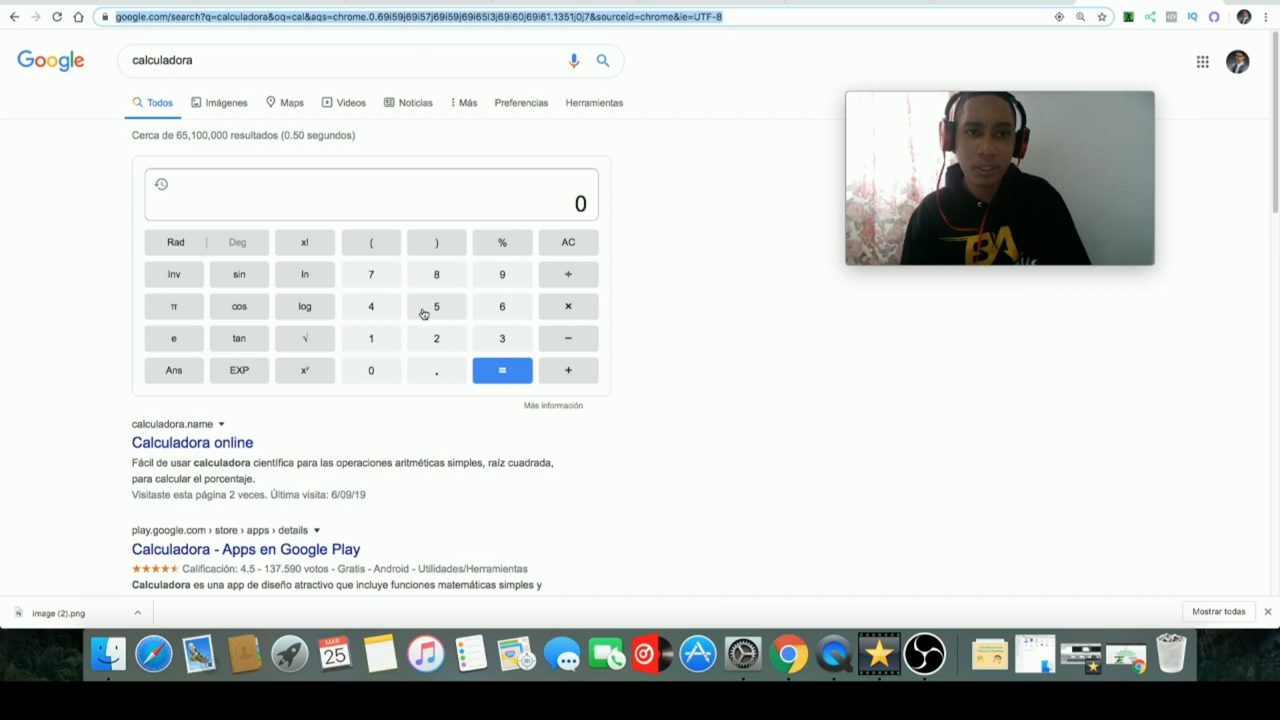 google.com/search?q=calculadora&oq=cal&aqs=chrome.0.69i59j69i57j69i59j69i65l3j69i60j69i61.1351j0j7&sourceid=chrome&ie=UTF-8
IQ
Google
calculadora
Todos Imágenes Maps Videos Noticias Más Preferencias Herramientas
Cerca de 65,100,000 resultados (0.50 segundos)
0
Rad Deg x! ( ) % AC
Inv sin ln 7 8 9 ÷
π cos log 4 5 6 ×
e tan √ 1 2 3 −
Ans EXP xʸ 0 . = +
Más información
calculadora.name
Calculadora online
Fácil de usar calculadora científica para las operaciones aritméticas simples, raíz cuadrada,
para calcular el porcentaje.
Visitaste esta página 2 veces. Última visita: 6/09/19
play.google.com › store › apps › details
Calculadora - Apps en Google Play
Calificación: 4.5 - 137.590 votos - Gratis - Android - Utilidades/Herramientas
Calculadora es una app de diseño atractivo que incluye funciones matemáticas simples y
image (2).png
Mostrar todas
MAR
25